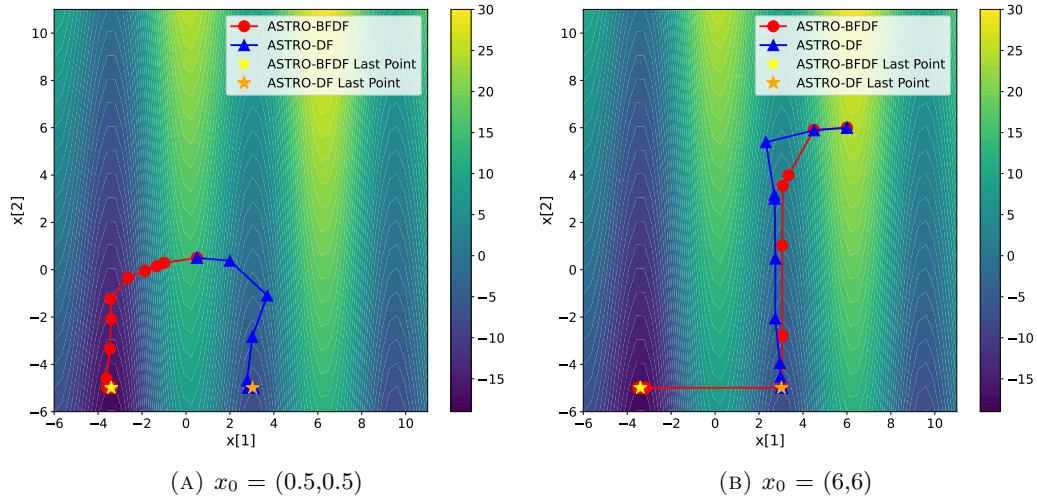 ASTRO-BFDF
ASTRO-DF
ASTRO-BFDF Last Point
ASTRO-DF Last Point
x[2]
10
8
6
4
2
0
−2
−4
−6
−6 −4 −2 0 2 4 6 8 10
x[1]
30
25
20
15
10
5
0
−5
−10
−15
(A) x0 = (0.5,0.5)
ASTRO-BFDF
ASTRO-DF
ASTRO-BFDF Last Point
ASTRO-DF Last Point
x[2]
10
8
6
4
2
0
−2
−4
−6
−6 −4 −2 0 2 4 6 8 10
x[1]
30
25
20
15
10
5
0
−5
−10
−15
(B) x0 = (6,6)